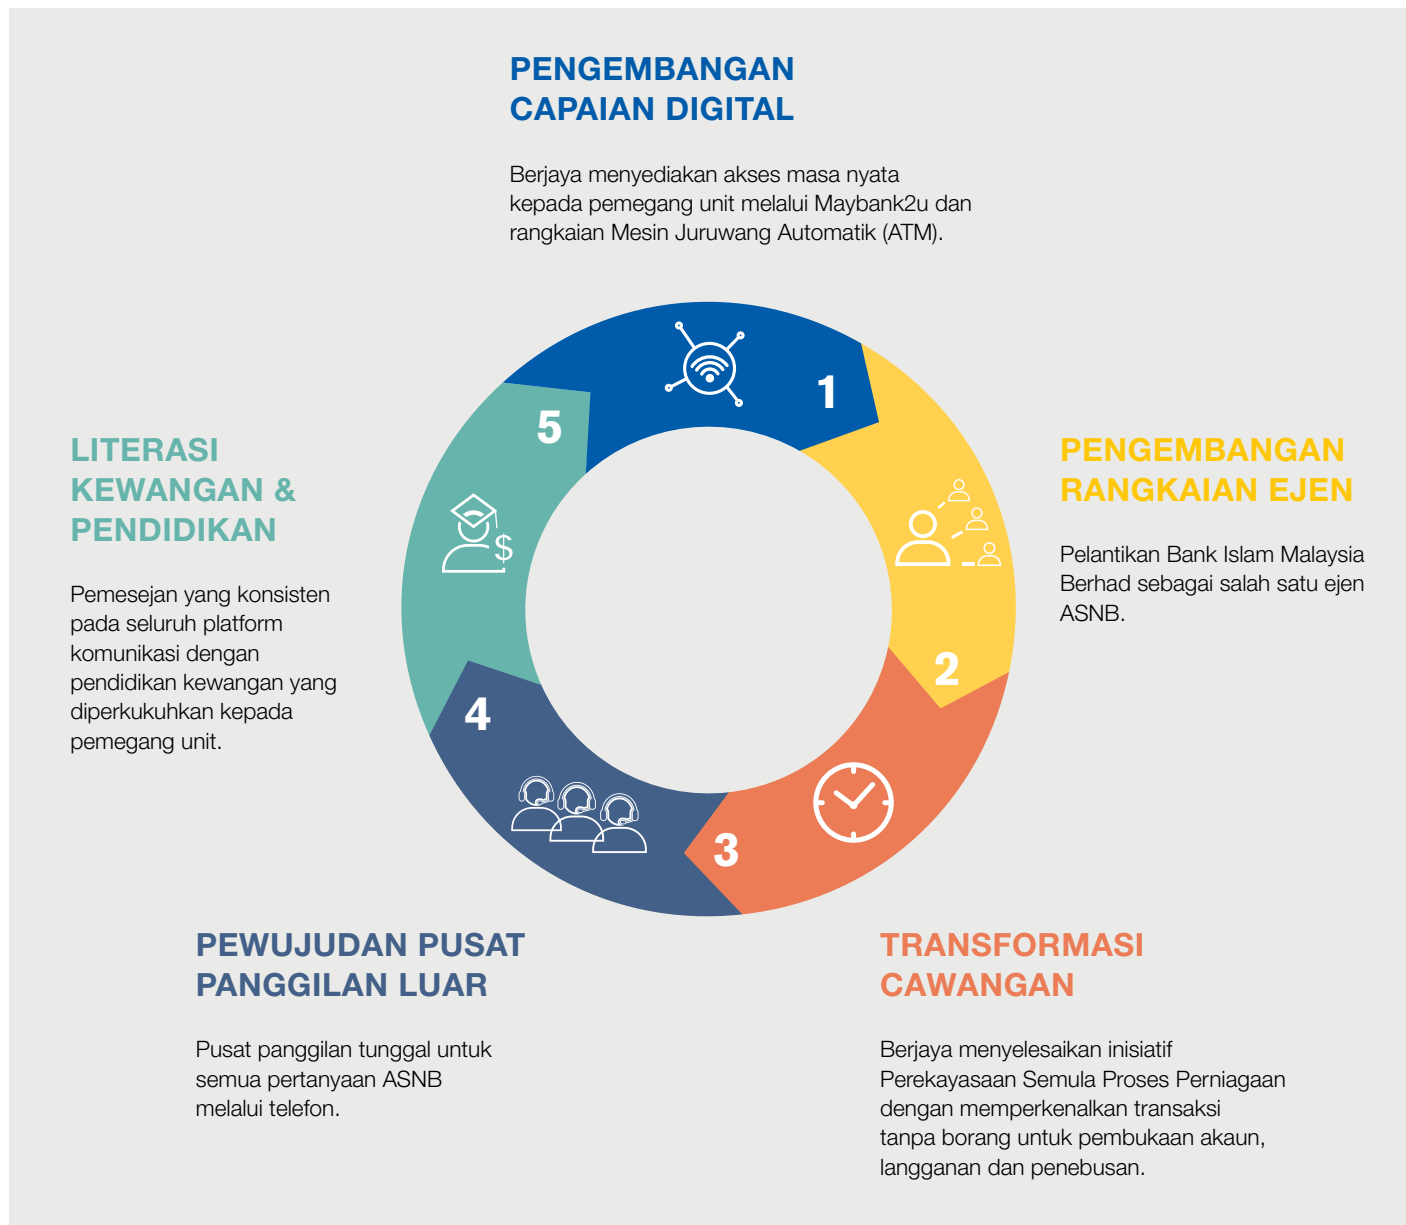 PENGEMBANGAN
CAPAIAN DIGITAL
Berjaya menyediakan akses masa nyata
kepada pemegang unit melalui Maybank2u dan
rangkaian Mesin Juruwang Automatik (ATM).
1
PENGEMBANGAN
RANGKAIAN EJEN
Pelantikan Bank Islam Malaysia
Berhad sebagai salah satu ejen
ASNB.
2
TRANSFORMASI
CAWANGAN
Berjaya menyelesaikan inisiatif
Perekayasaan Semula Proses Perniagaan
dengan memperkenalkan transaksi
tanpa borang untuk pembukaan akaun,
langganan dan penebusan.
3
PEWUJUDAN PUSAT
PANGGILAN LUAR
Pusat panggilan tunggal untuk
semua pertanyaan ASNB
melalui telefon.
4
LITERASI
KEWANGAN &
PENDIDIKAN
Pemesejan yang konsisten
pada seluruh platform
komunikasi dengan
pendidikan kewangan yang
diperkukuhkan kepada
pemegang unit.
5
$